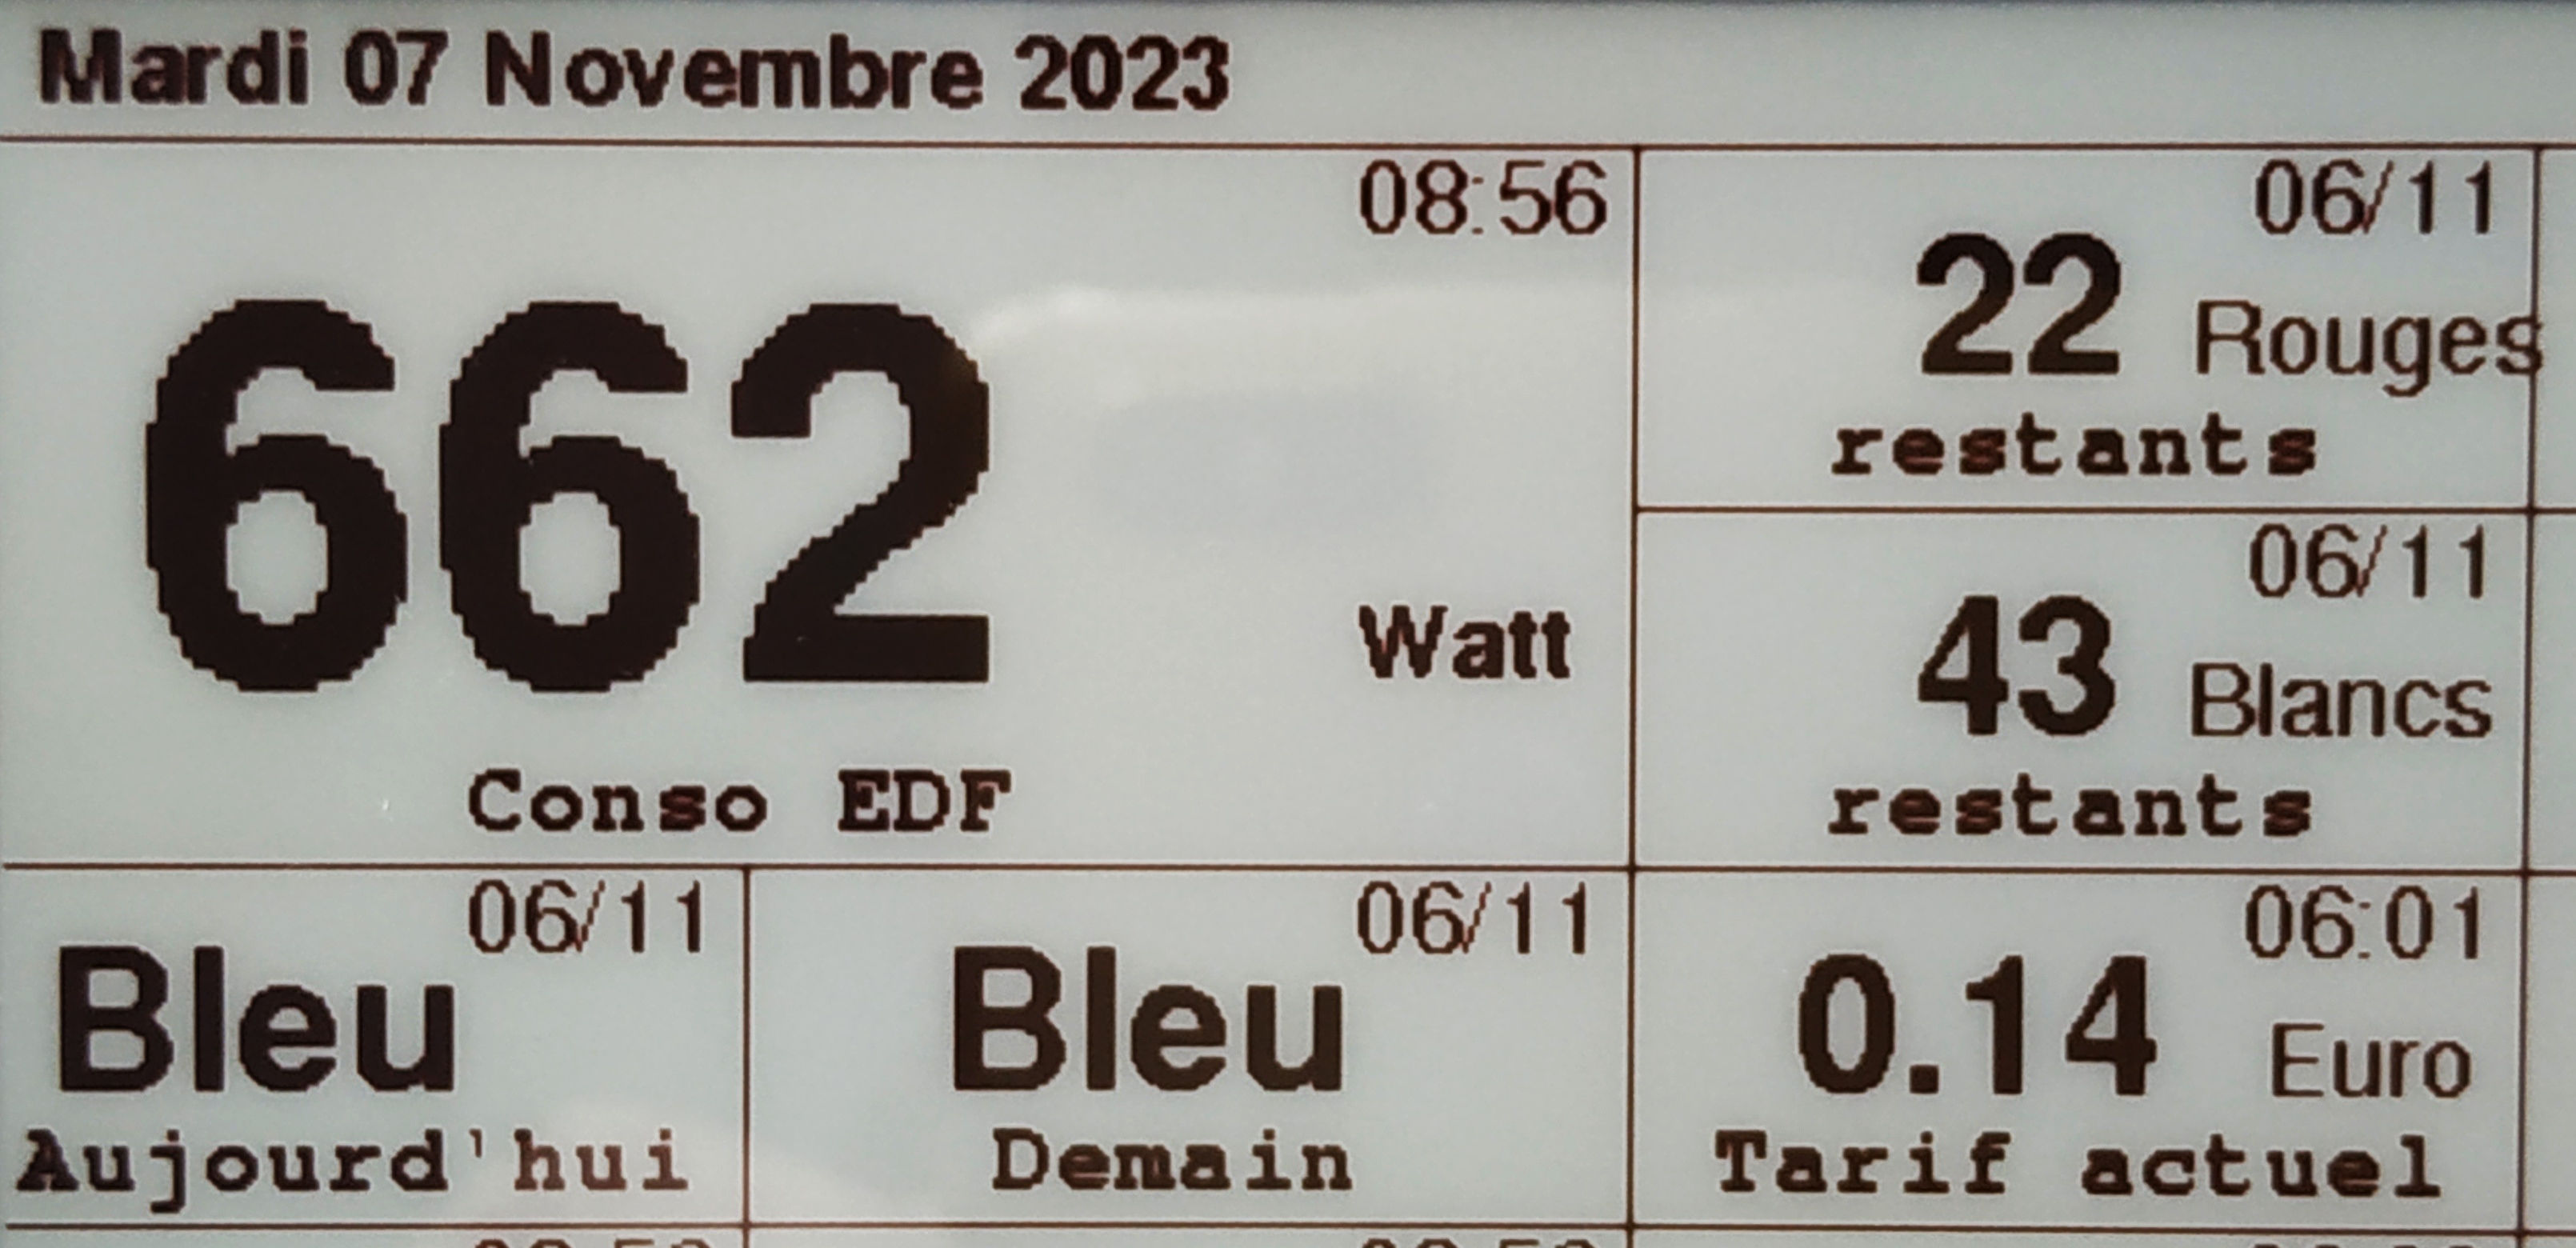 Mardi 07 Novembre 2023
08:56
662
Watt
Conso EDF
06/11
22 Rouges
restants
06/11
43 Blancs
restants
06/11
Bleu
Aujourd'hui
06/11
Bleu
Demain
06:01
0.14 Euro
Tarif actuel